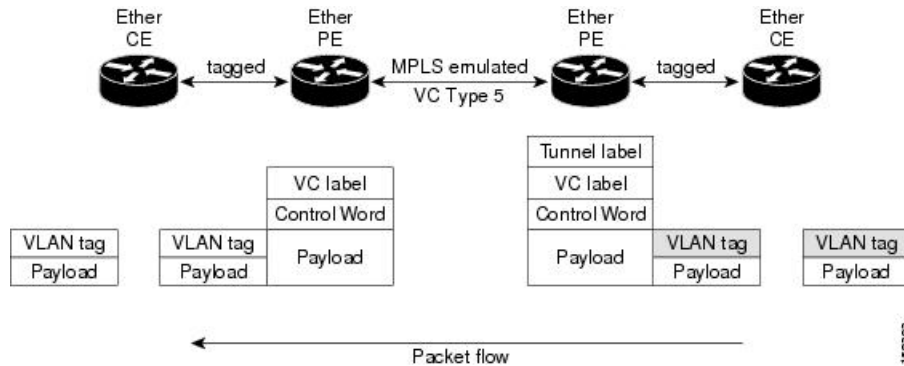 Ether
CE
Ether
PE
Ether
PE
Ether
CE
tagged
MPLS emulated
VC Type 5
tagged
Tunnel label
VC label
Control Word
Payload
VLAN tag
Payload
VLAN tag
Payload
VC label
Control Word
Payload
VLAN tag
Payload
VLAN tag
Payload
Packet flow